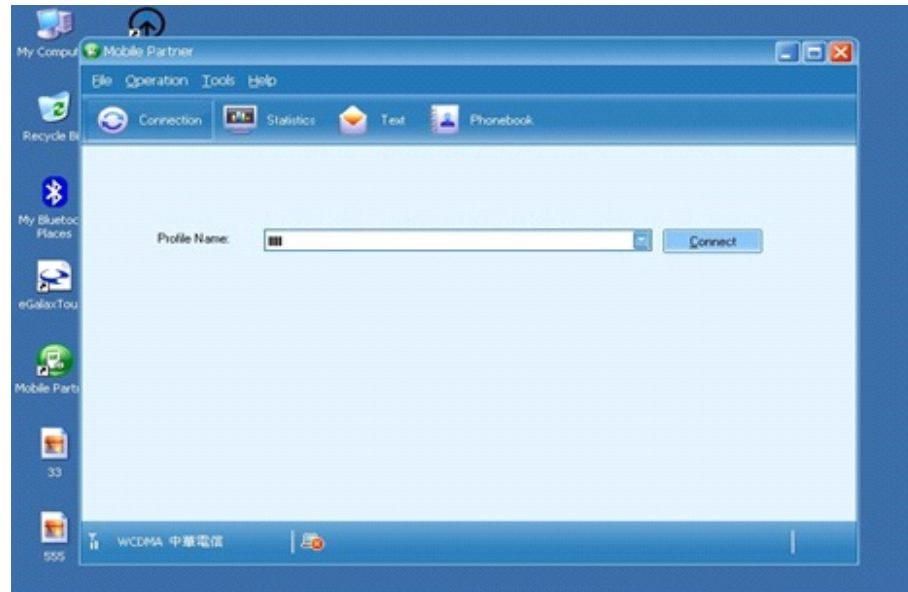 My Comput
Mobile Partner
File Operation Tools Help
Connection
Statistics
Text
Phonebook
Recycle Bi
My Bluetoc
Places
Profile Name:
Connect
eGalaxTou
Mobile Partn
33
555
WCDMA 中華電信